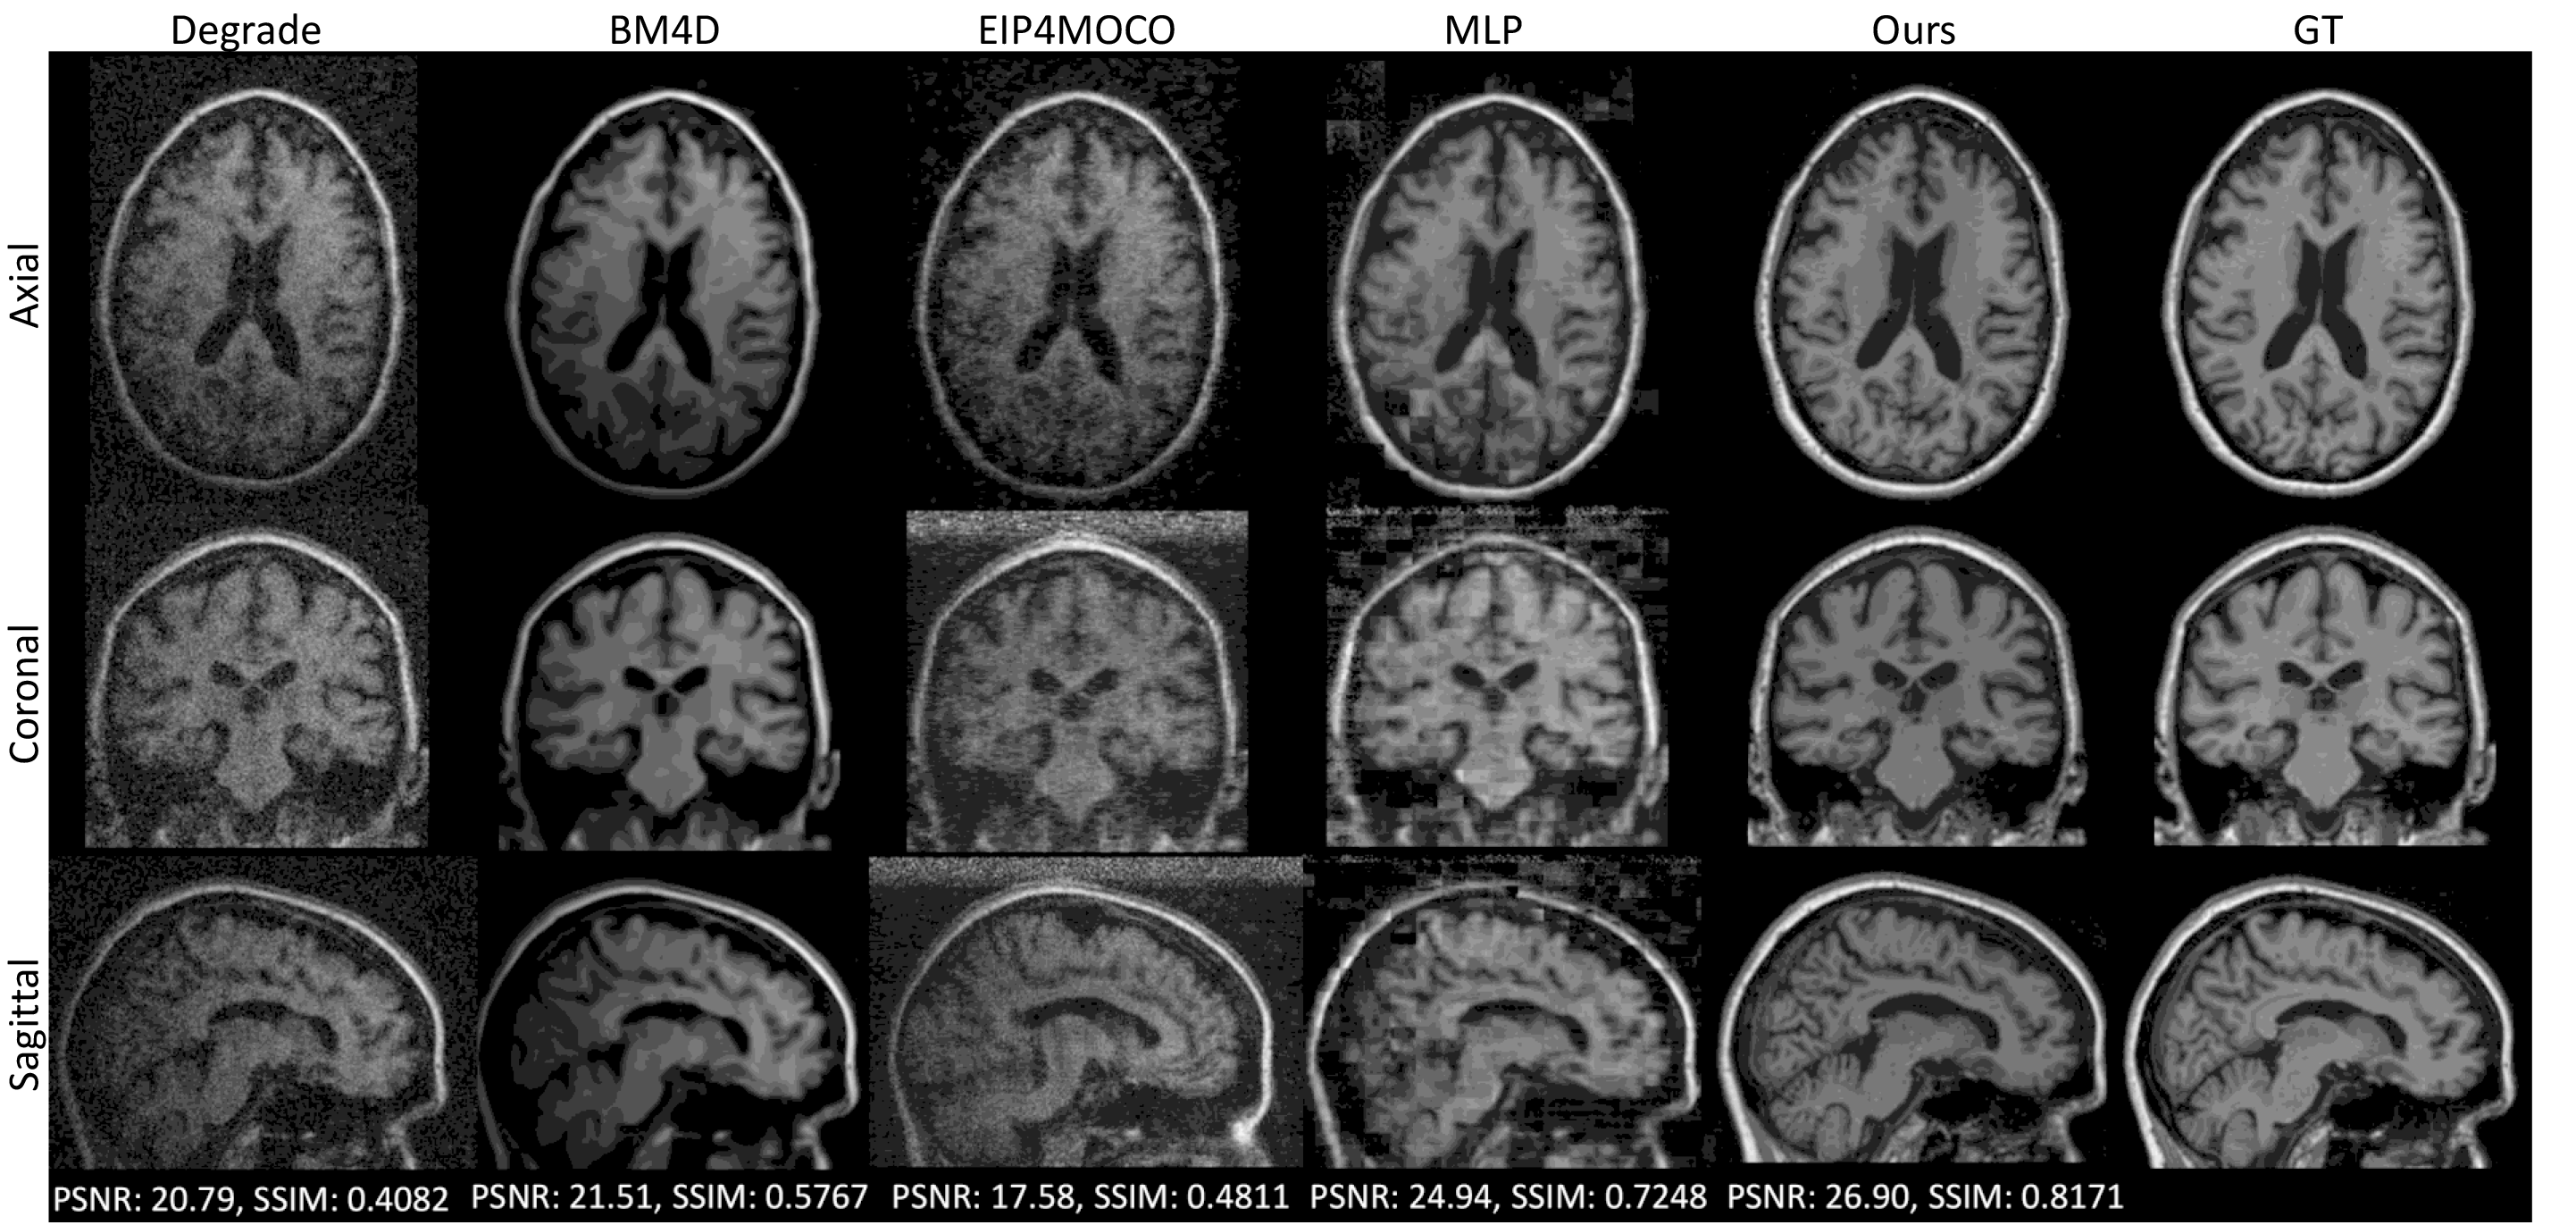 Degrade BM4D EIP4MOCO MLP Ours GT
Axial
Coronal
Sagittal
PSNR: 20.79, SSIM: 0.4082 PSNR: 21.51, SSIM: 0.5767 PSNR: 17.58, SSIM: 0.4811 PSNR: 24.94, SSIM: 0.7248 PSNR: 26.90, SSIM: 0.8171